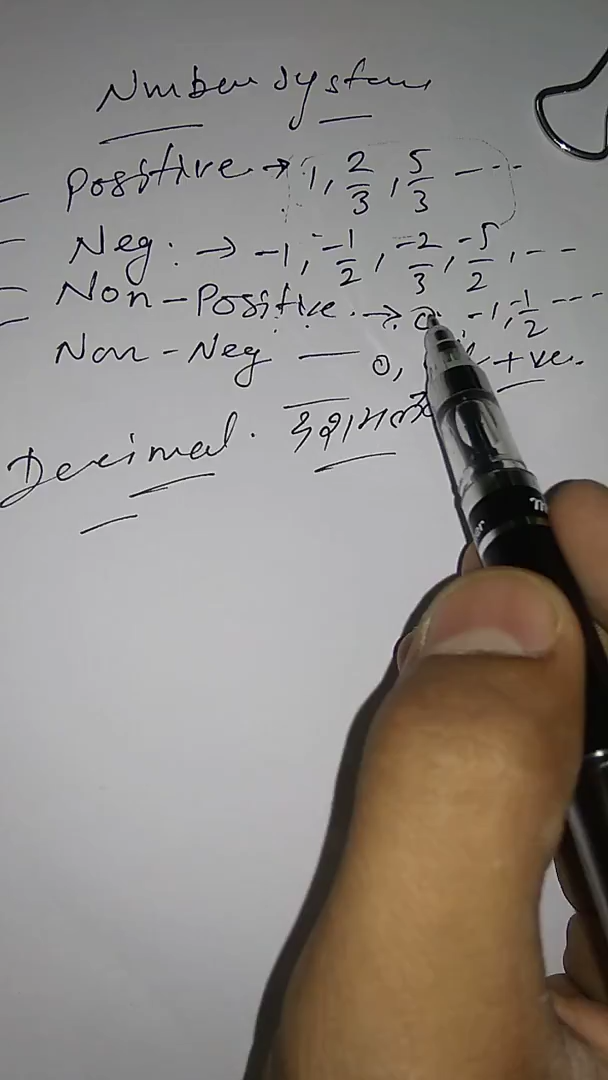 Number system
Positive → 1, 2/3, 5/3 ---
Neg: → -1, -1/2, -2/3, -5/2, ---
Non-Positive. → 0, -1, -1/2 ---
Non-Neg — 0, +ve.
Decimal. दशमलव